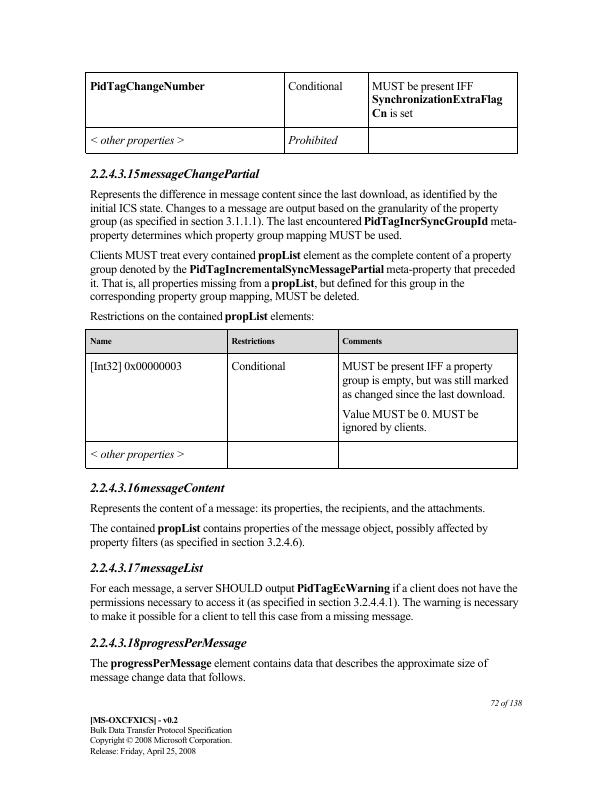 PidTagChangeNumber Conditional MUST be present IFF
SynchronizationExtraFlag
Cn is set
< other properties > Prohibited
2.2.4.3.15messageChangePartial
Represents the difference in message content since the last download, as identified by the
initial ICS state. Changes to a message are output based on the granularity of the property
group (as specified in section 3.1.1.1). The last encountered PidTagIncrSyncGroupId meta-
property determines which property group mapping MUST be used.
Clients MUST treat every contained propList element as the complete content of a property
group denoted by the PidTagIncrementalSyncMessagePartial meta-property that preceded
it. That is, all properties missing from a propList, but defined for this group in the
corresponding property group mapping, MUST be deleted.
Restrictions on the contained propList elements:
Name Restrictions Comments
[Int32] 0x00000003 Conditional MUST be present IFF a property
group is empty, but was still marked
as changed since the last download.
Value MUST be 0. MUST be
ignored by clients.
< other properties >
2.2.4.3.16messageContent
Represents the content of a message: its properties, the recipients, and the attachments.
The contained propList contains properties of the message object, possibly affected by
property filters (as specified in section 3.2.4.6).
2.2.4.3.17messageList
For each message, a server SHOULD output PidTagEcWarning if a client does not have the
permissions necessary to access it (as specified in section 3.2.4.4.1). The warning is necessary
to make it possible for a client to tell this case from a missing message.
2.2.4.3.18progressPerMessage
The progressPerMessage element contains data that describes the approximate size of
message change data that follows.
72 of 138
[MS-OXCFXICS] - v0.2
Bulk Data Transfer Protocol Specification
Copyright © 2008 Microsoft Corporation.
Release: Friday, April 25, 2008